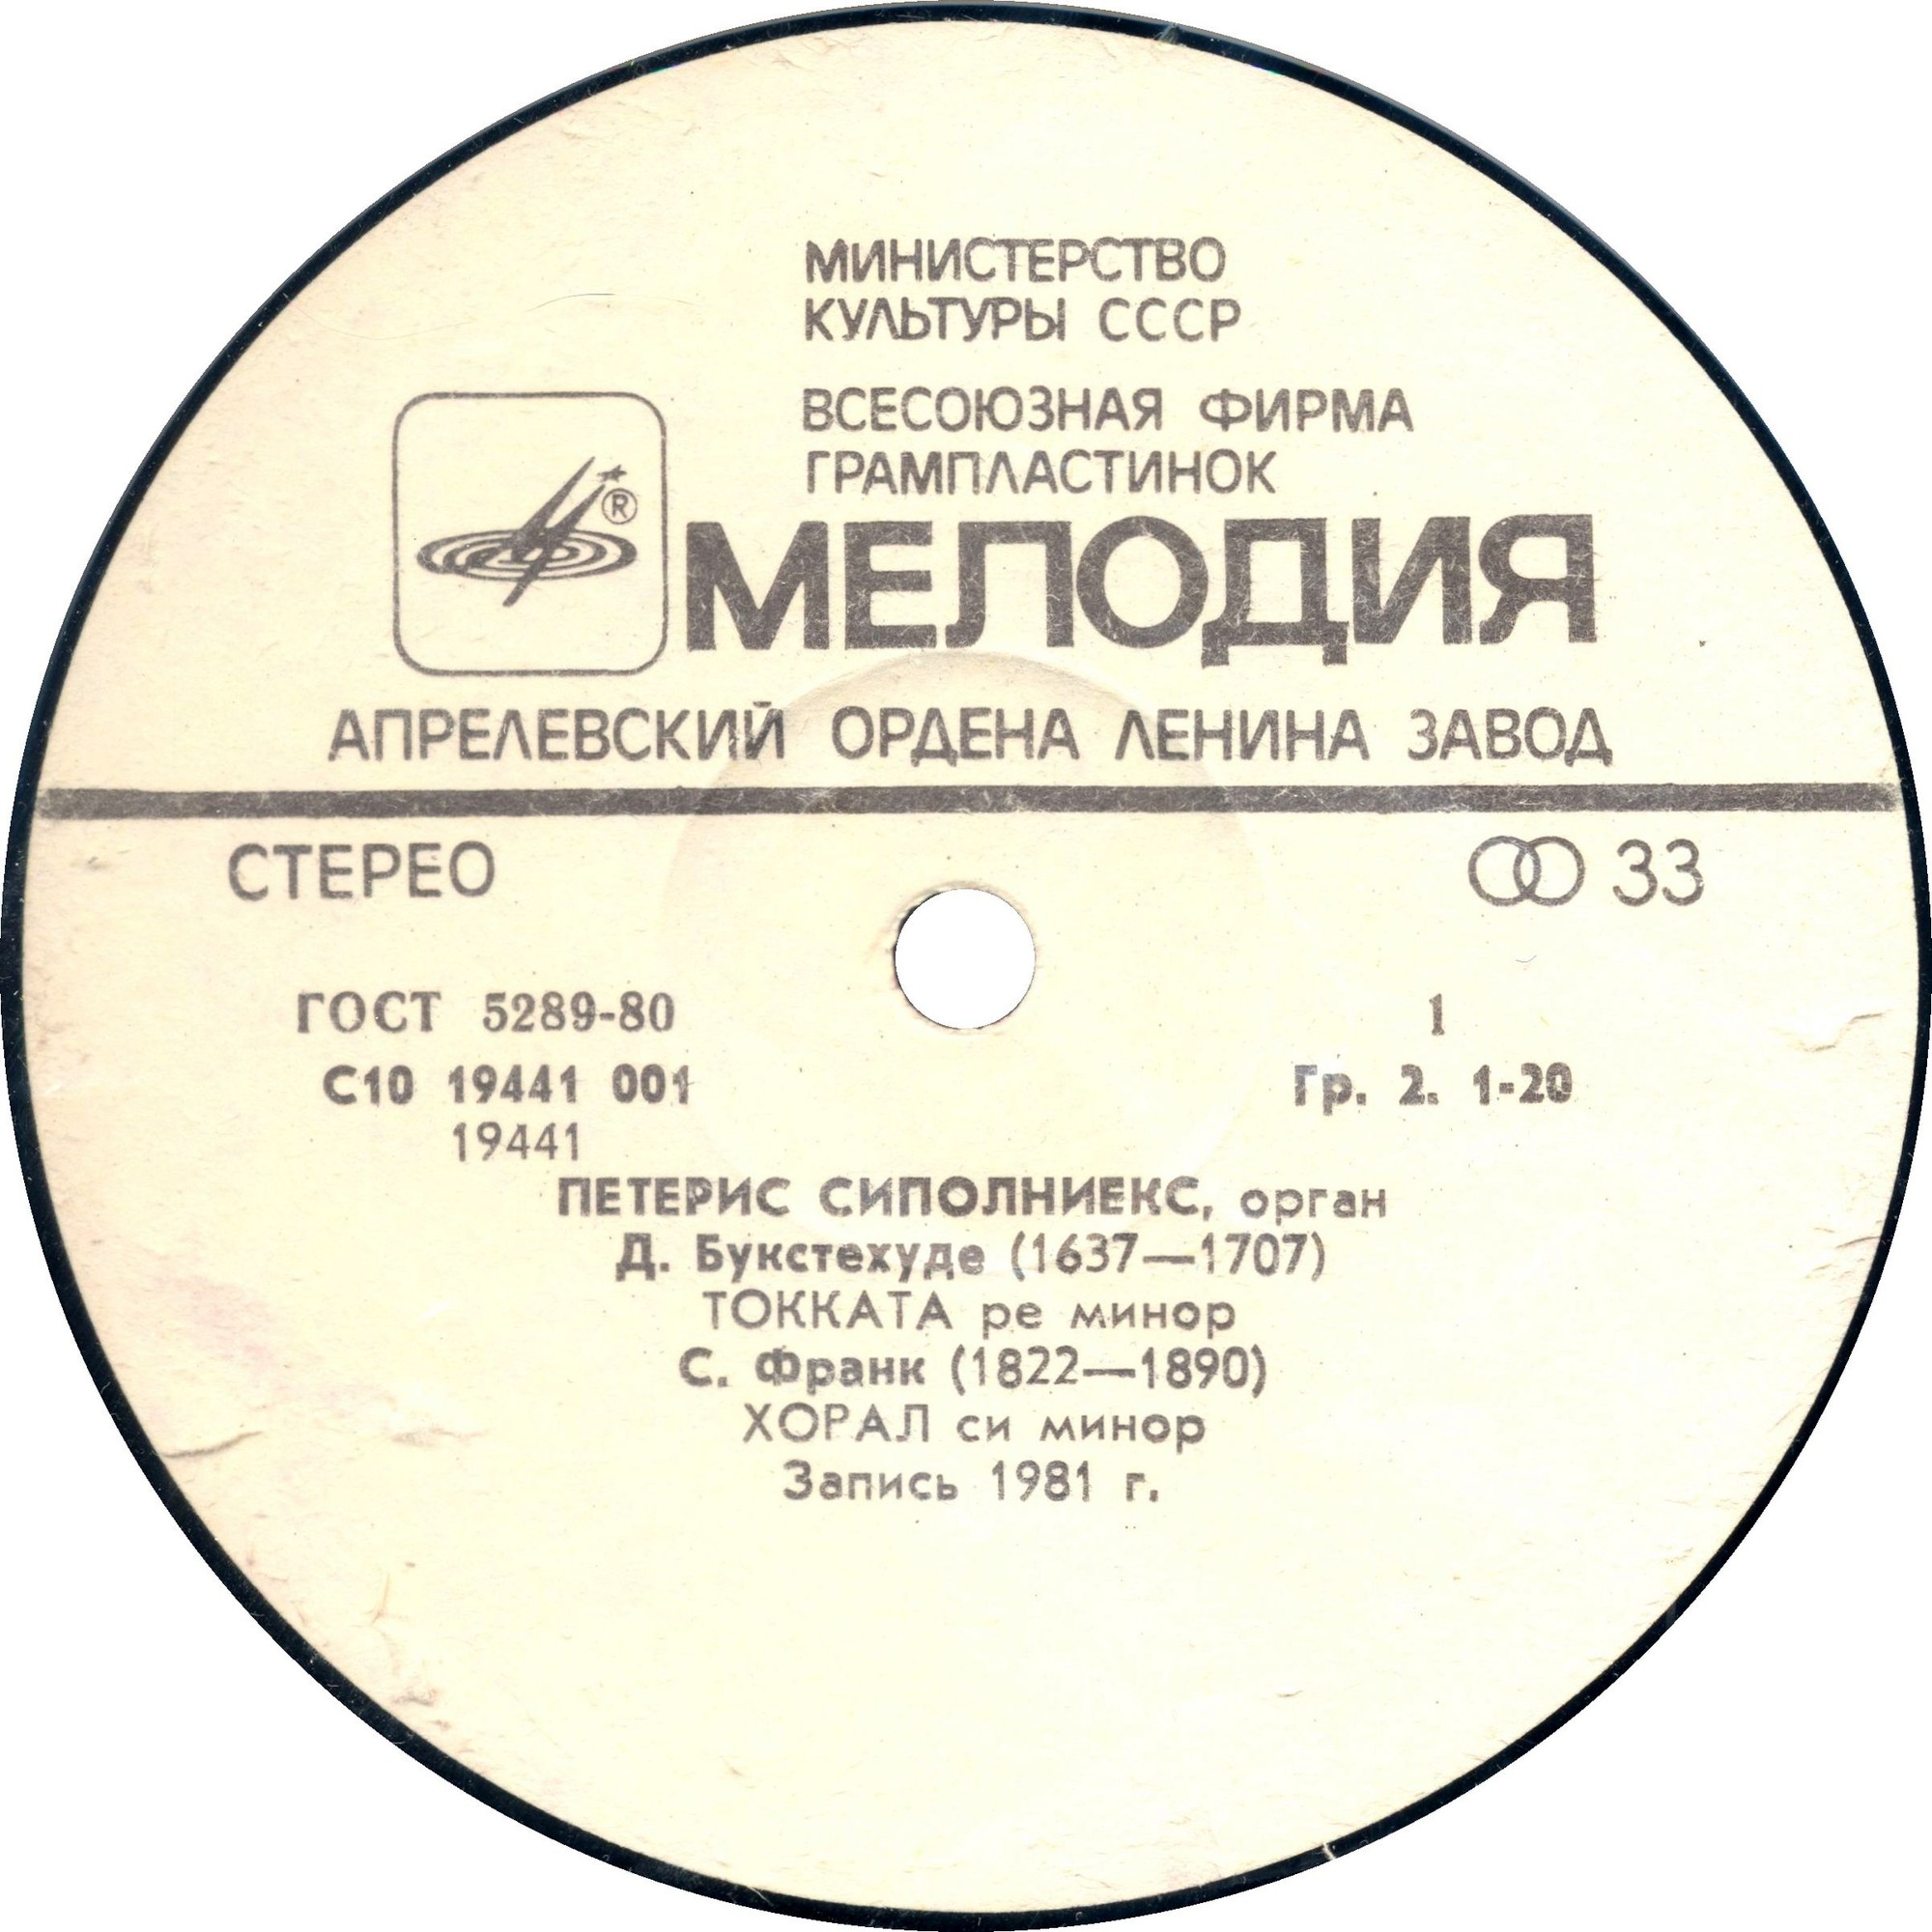 МИНИСТЕРСТВО
КУЛЬТУРЫ СССР
ВСЕСОЮЗНАЯ ФИРМА
ГРАМПЛАСТИНОК
®
МЕЛОДИЯ
АПРЕЛЕВСКИЙ ОРДЕНА ЛЕНИНА ЗАВОД
СТЕРЕО 33
ГОСТ 5289-80 1
С10 19441 001 Гр. 2. 1-20
19441
ПЕТЕРИС СИПОЛНИЕКС, орган
Д. Букстехуде (1637—1707)
ТОККАТА ре минор
С. Франк (1822—1890)
ХОРАЛ си минор
Запись 1981 г.